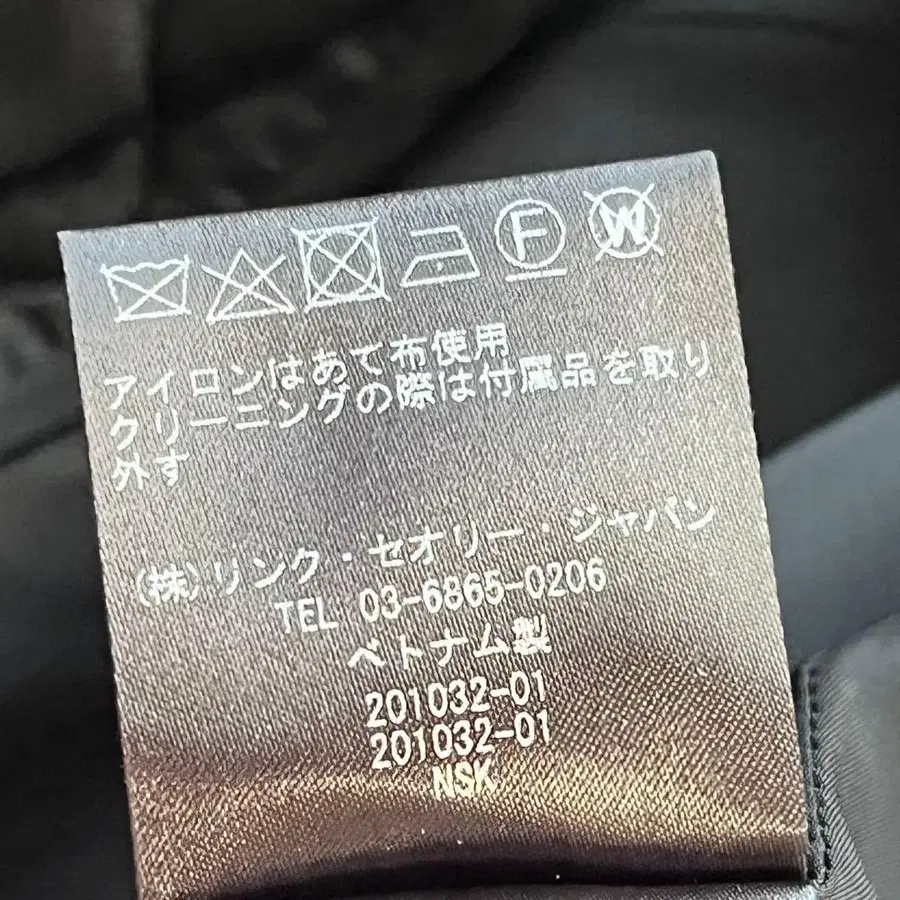 F W
アイロンはあて布使用
クリーニングの際は付属品を取り
外す
(株)リンク・セオリー・ジャパン
TEL 03-6865-0206
ベトナム製
201032-01
201032-01
NSK